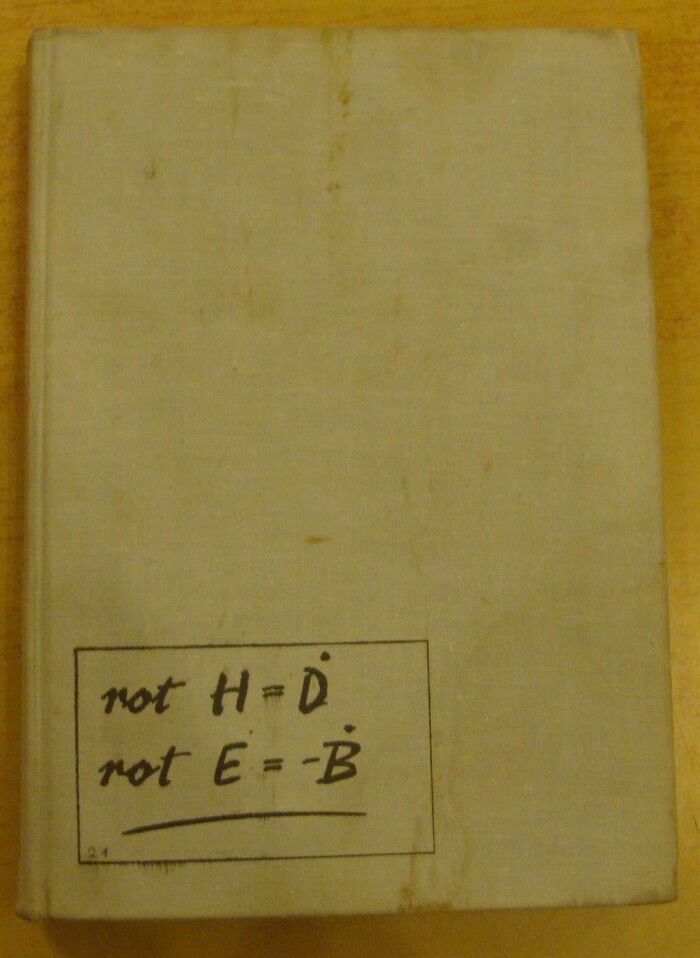 rot H = Ḋ
rot E = -Ḃ
21